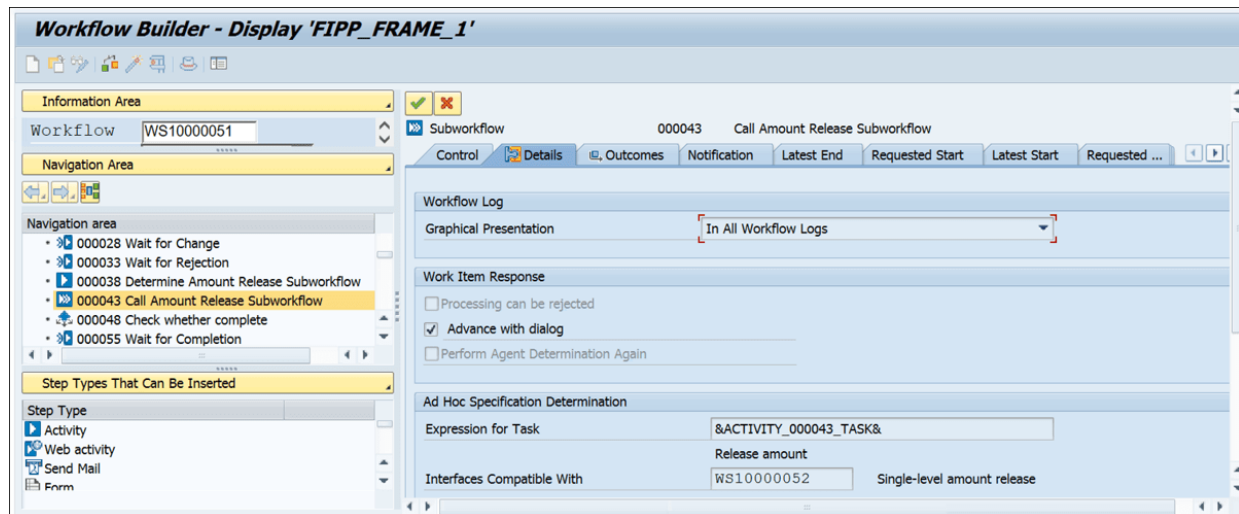 Workflow Builder - Display 'FIPP_FRAME_1'
Information Area
Workflow WS10000051
Navigation Area
Navigation area
000028 Wait for Change
000033 Wait for Rejection
000038 Determine Amount Release Subworkflow
000043 Call Amount Release Subworkflow
000048 Check whether complete
000055 Wait for Completion
Step Types That Can Be Inserted
Step Type
Activity
Web activity
Send Mail
Form
Subworkflow 000043 Call Amount Release Subworkflow
Control Details Outcomes Notification Latest End Requested Start Latest Start Requested ...
Workflow Log
Graphical Presentation In All Workflow Logs
Work Item Response
Processing can be rejected
Advance with dialog
Perform Agent Determination Again
Ad Hoc Specification Determination
Expression for Task &ACTIVITY_000043_TASK&
Release amount
Interfaces Compatible With WS10000052 Single-level amount release